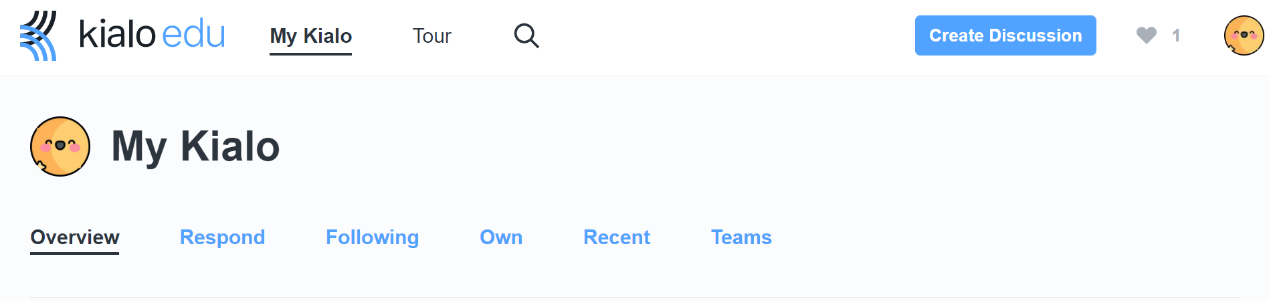 kialo edu My Kialo Tour Create Discussion 1
My Kialo
Overview Respond Following Own Recent Teams